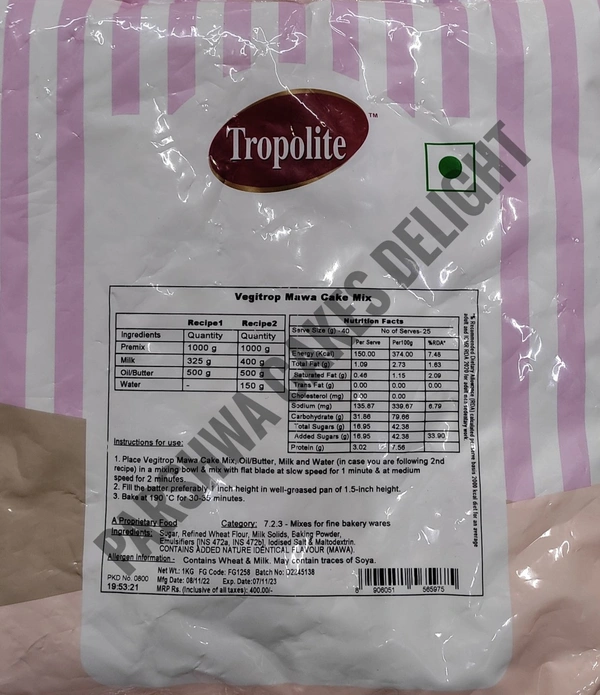 Tropolite
TM
PARJWA CAKES DELIGHT
Vegitrop Mawa Cake Mix
Recipe1 Recipe2
Ingredients Quantity Quantity
Premix 1000 g 1000 g
Milk 325 g 400 g
Oil/Butter 500 g 500 g
Water - 150 g
Nutrition Facts
Serve Size (g) - 40 No of Serves- 25
Per Serve Per100g %RDA*
Energy (Kcal) 150.00 374.00 7.48
Total Fat (g) 1.09 2.73 1.63
Saturated Fat (g) 0.46 1.15 2.09
Trans Fat (g) 0.00 0.00
Cholesterol (mg) 0.00 0.00
Sodium (mg) 135.87 339.67 6.79
Carbohydrate (g) 31.86 79.66
Total Sugars (g) 16.95 42.38
Added Sugars (g) 16.95 42.38 33.90
Protein (g) 3.02 7.56
Instructions for use:
1. Place Vegitrop Mawa Cake Mix, Oil/Butter, Milk and Water (in case you are following 2nd
recipe) in a mixing bowl & mix with flat blade at slow speed for 1 minute & at medium
speed for 2 minutes.
2. Fill the batter preferably 1 inch height in well-greased pan of 1.5-inch height.
3. Bake at 190 °C for 30-35 minutes.
A Proprietary Food Category: 7.2.3 - Mixes for fine bakery wares
Ingredients: Sugar, Refined Wheat Flour, Milk Solids, Baking Powder,
Emulsifiers [INS 472a, INS 472b], Iodised Salt & Maltodextrin.
CONTAINS ADDED NATURE IDENTICAL FLAVOUR (MAWA).
Allergen Information - Contains Wheat & Milk. May contain traces of Soya.
Net Wt.: 1KG FG Code: FG1258 Batch No: D2245138
PKD No. 0800 Mfg Date: 08/11/22 Exp. Date:07/11/23
19:53:21 MRP Rs. (Inclusive of all taxes): 400.00/-
8 906051 565975